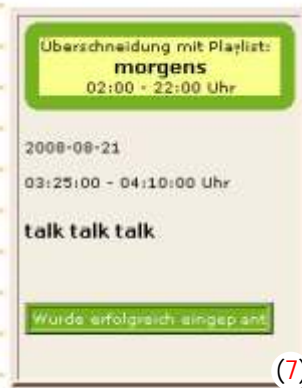 Überschneidung mit Playlist:
morgens
02:00 - 22:00 Uhr
2008-08-21
03:25:00 - 04:10:00 Uhr
talk talk talk
Wurde erfolgreich eingeplant
(7)